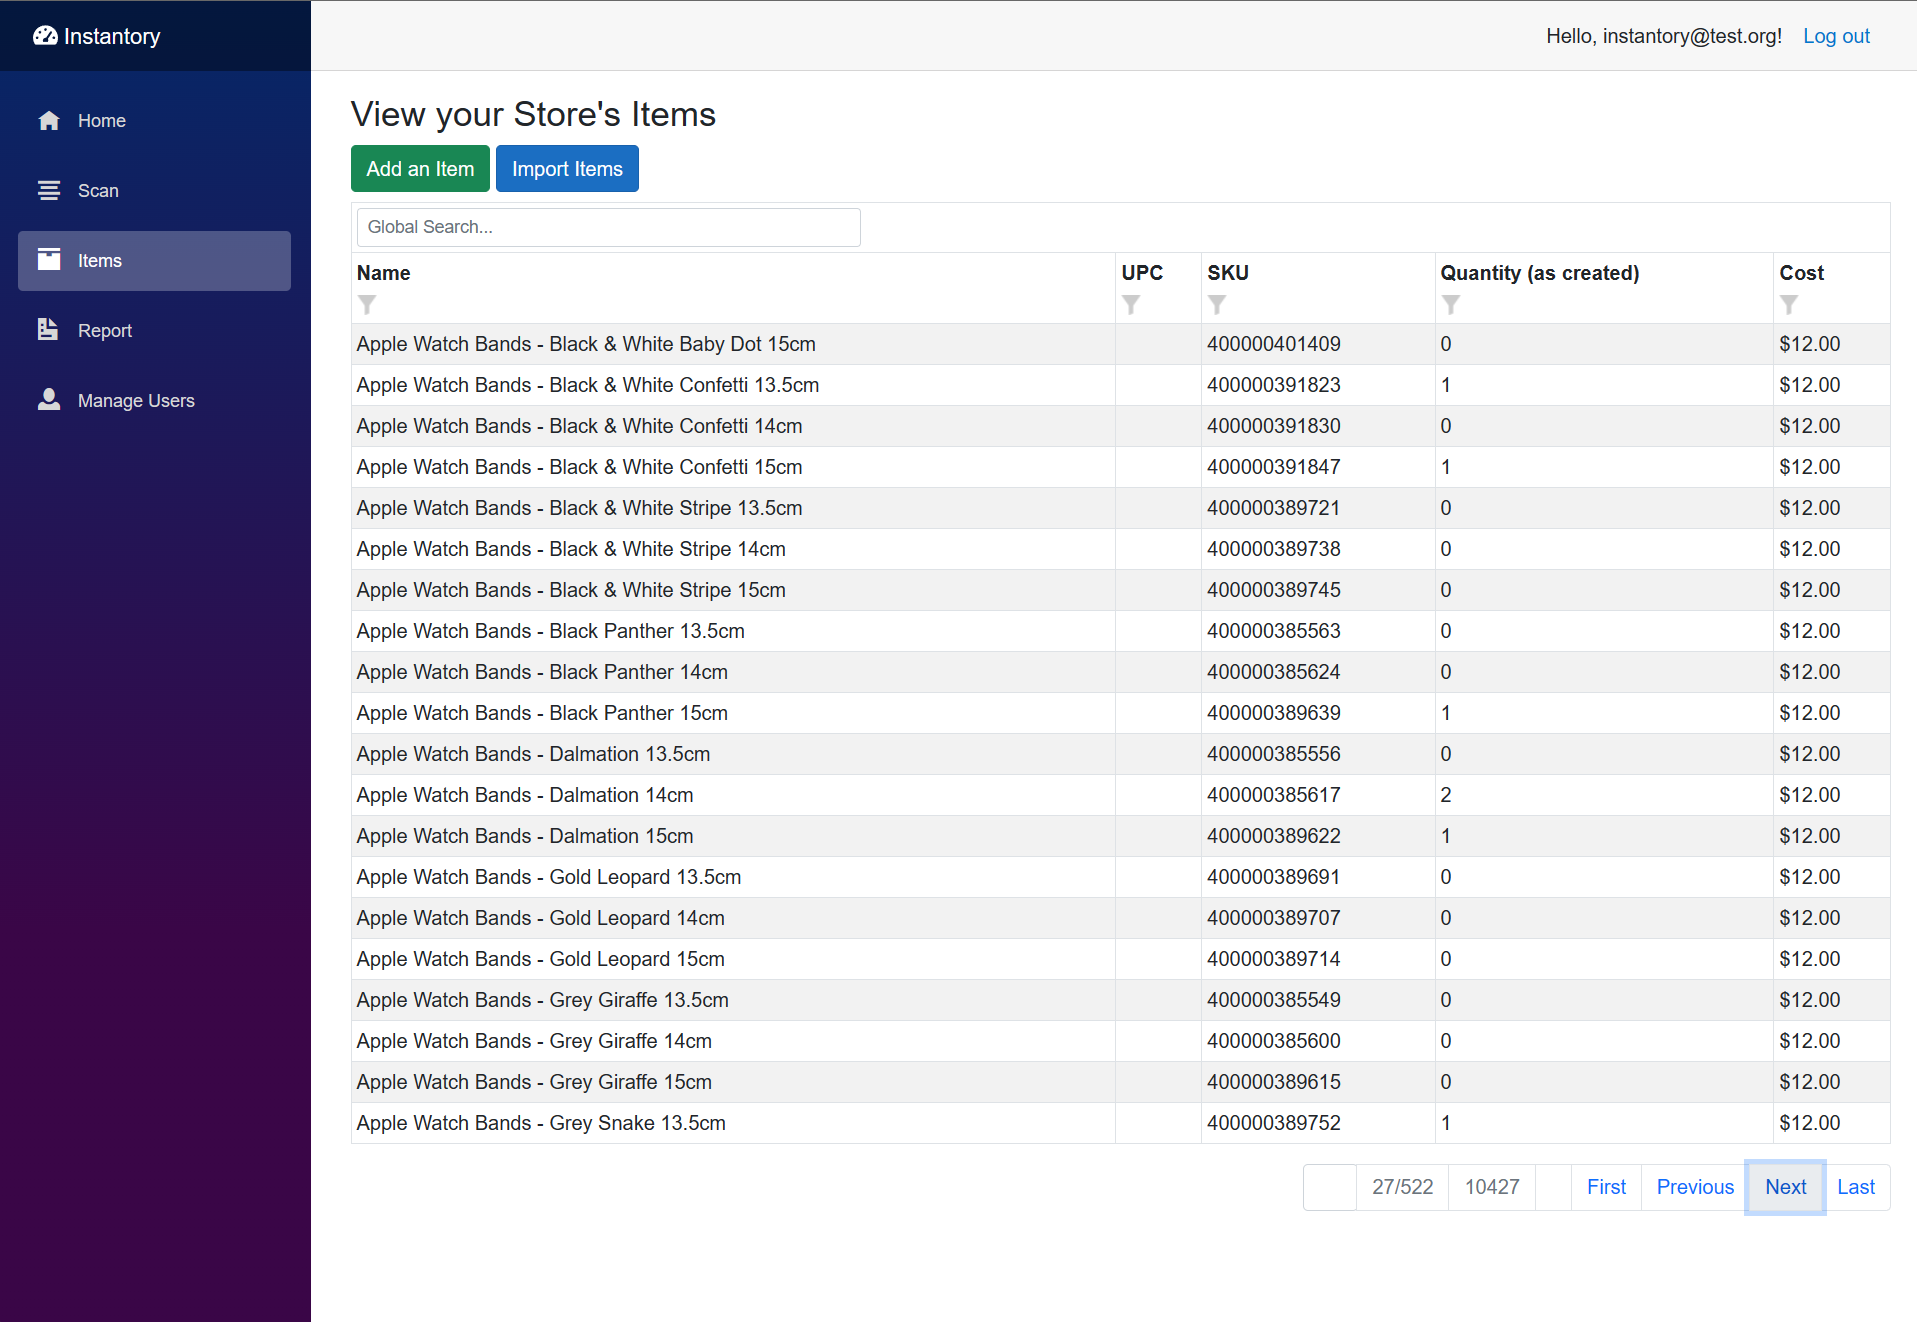 Instantory
Hello, instantory@test.org! Log out
Home
Scan
Items
Report
Manage Users
View your Store's Items
Add an Item Import Items
Global Search...
Name UPC SKU Quantity (as created) Cost
Apple Watch Bands - Black & White Baby Dot 15cm 400000401409 0 $12.00
Apple Watch Bands - Black & White Confetti 13.5cm 400000391823 1 $12.00
Apple Watch Bands - Black & White Confetti 14cm 400000391830 0 $12.00
Apple Watch Bands - Black & White Confetti 15cm 400000391847 1 $12.00
Apple Watch Bands - Black & White Stripe 13.5cm 400000389721 0 $12.00
Apple Watch Bands - Black & White Stripe 14cm 400000389738 0 $12.00
Apple Watch Bands - Black & White Stripe 15cm 400000389745 0 $12.00
Apple Watch Bands - Black Panther 13.5cm 400000385563 0 $12.00
Apple Watch Bands - Black Panther 14cm 400000385624 0 $12.00
Apple Watch Bands - Black Panther 15cm 400000389639 1 $12.00
Apple Watch Bands - Dalmation 13.5cm 400000385556 0 $12.00
Apple Watch Bands - Dalmation 14cm 400000385617 2 $12.00
Apple Watch Bands - Dalmation 15cm 400000389622 1 $12.00
Apple Watch Bands - Gold Leopard 13.5cm 400000389691 0 $12.00
Apple Watch Bands - Gold Leopard 14cm 400000389707 0 $12.00
Apple Watch Bands - Gold Leopard 15cm 400000389714 0 $12.00
Apple Watch Bands - Grey Giraffe 13.5cm 400000385549 0 $12.00
Apple Watch Bands - Grey Giraffe 14cm 400000385600 0 $12.00
Apple Watch Bands - Grey Giraffe 15cm 400000389615 0 $12.00
Apple Watch Bands - Grey Snake 13.5cm 400000389752 1 $12.00
27/522 10427 First Previous Next Last